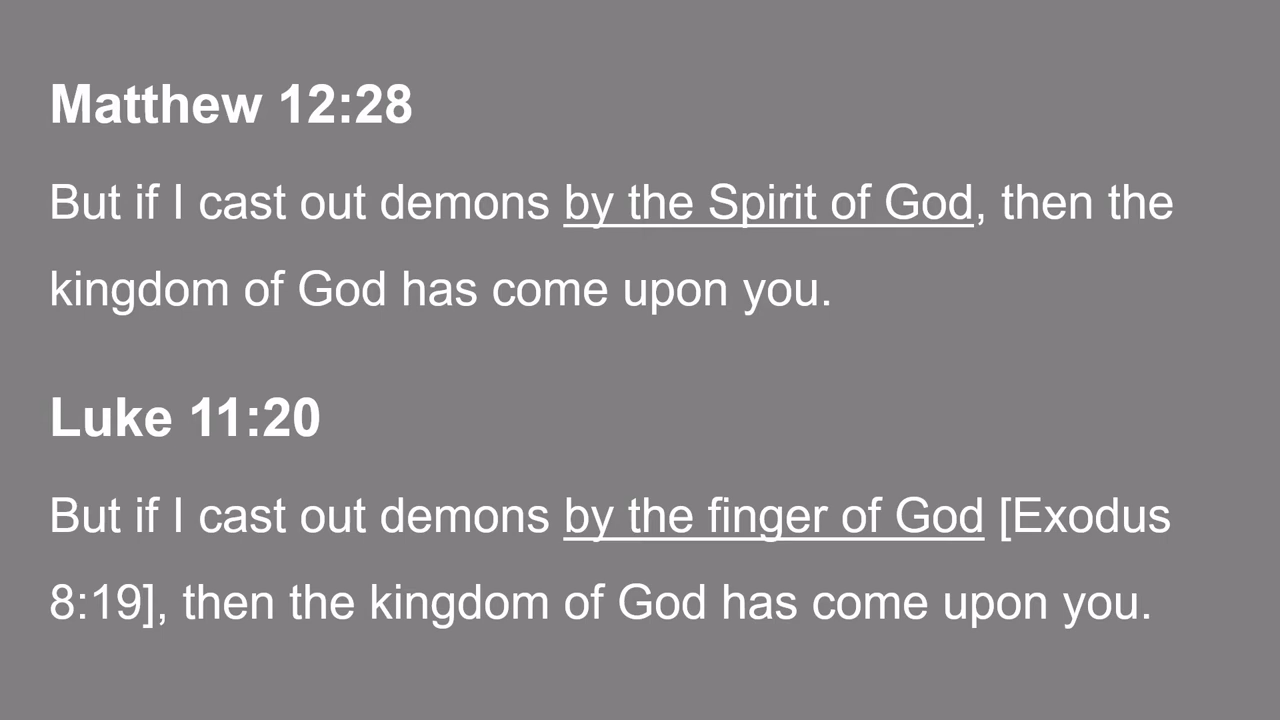 Matthew 12:28
But if I cast out demons by the Spirit of God, then the
kingdom of God has come upon you.
Luke 11:20
But if I cast out demons by the finger of God [Exodus
8:19], then the kingdom of God has come upon you.